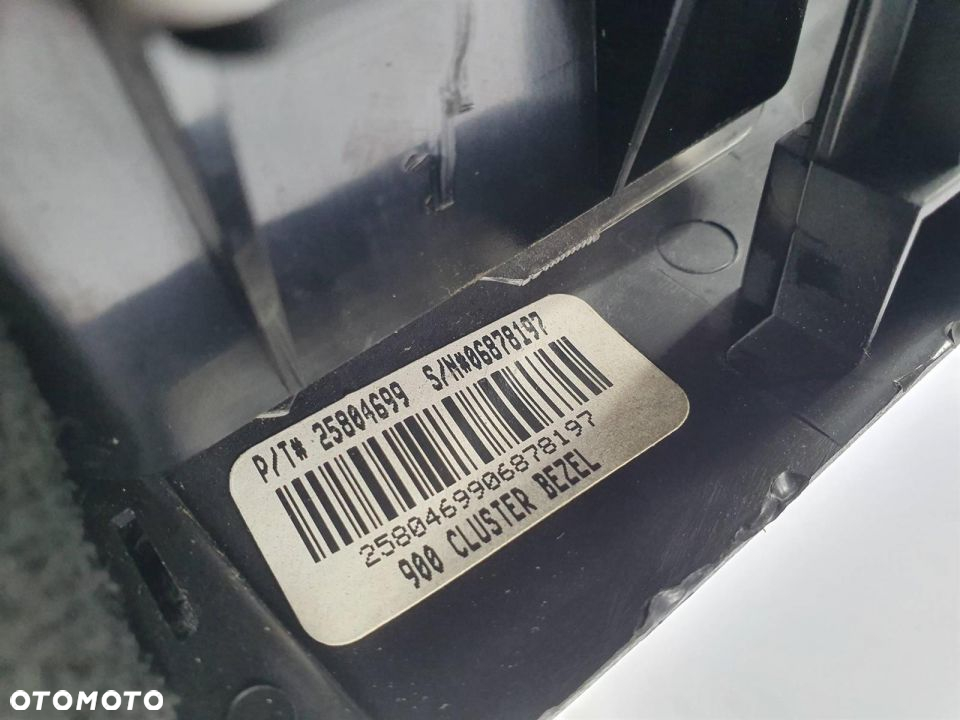 P/T# 25804699 S/N#06878197
2580469906878197
900 CLUSTER BEZEL
OTOMOTO